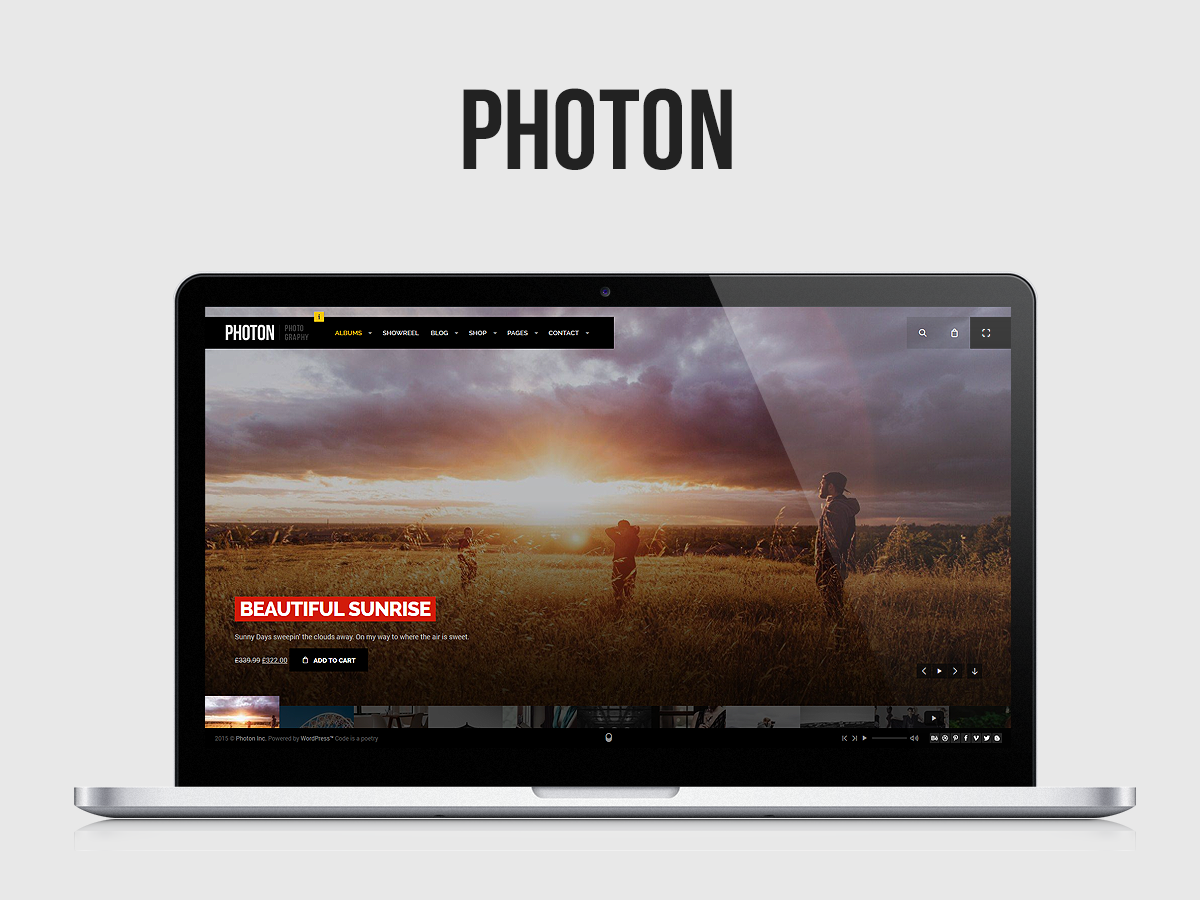 PHOTON
i
PHOTON PHOTO GRAPHY ALBUMS SHOWREEL BLOG SHOP PAGES CONTACT
BEAUTIFUL SUNRISE
Sunny Days sweepin' the clouds away. On my way to where the air is sweet.
£339.99 £322.00 ADD TO CART
2015 © Photon Inc. Powered by WordPress™ Code is a poetry